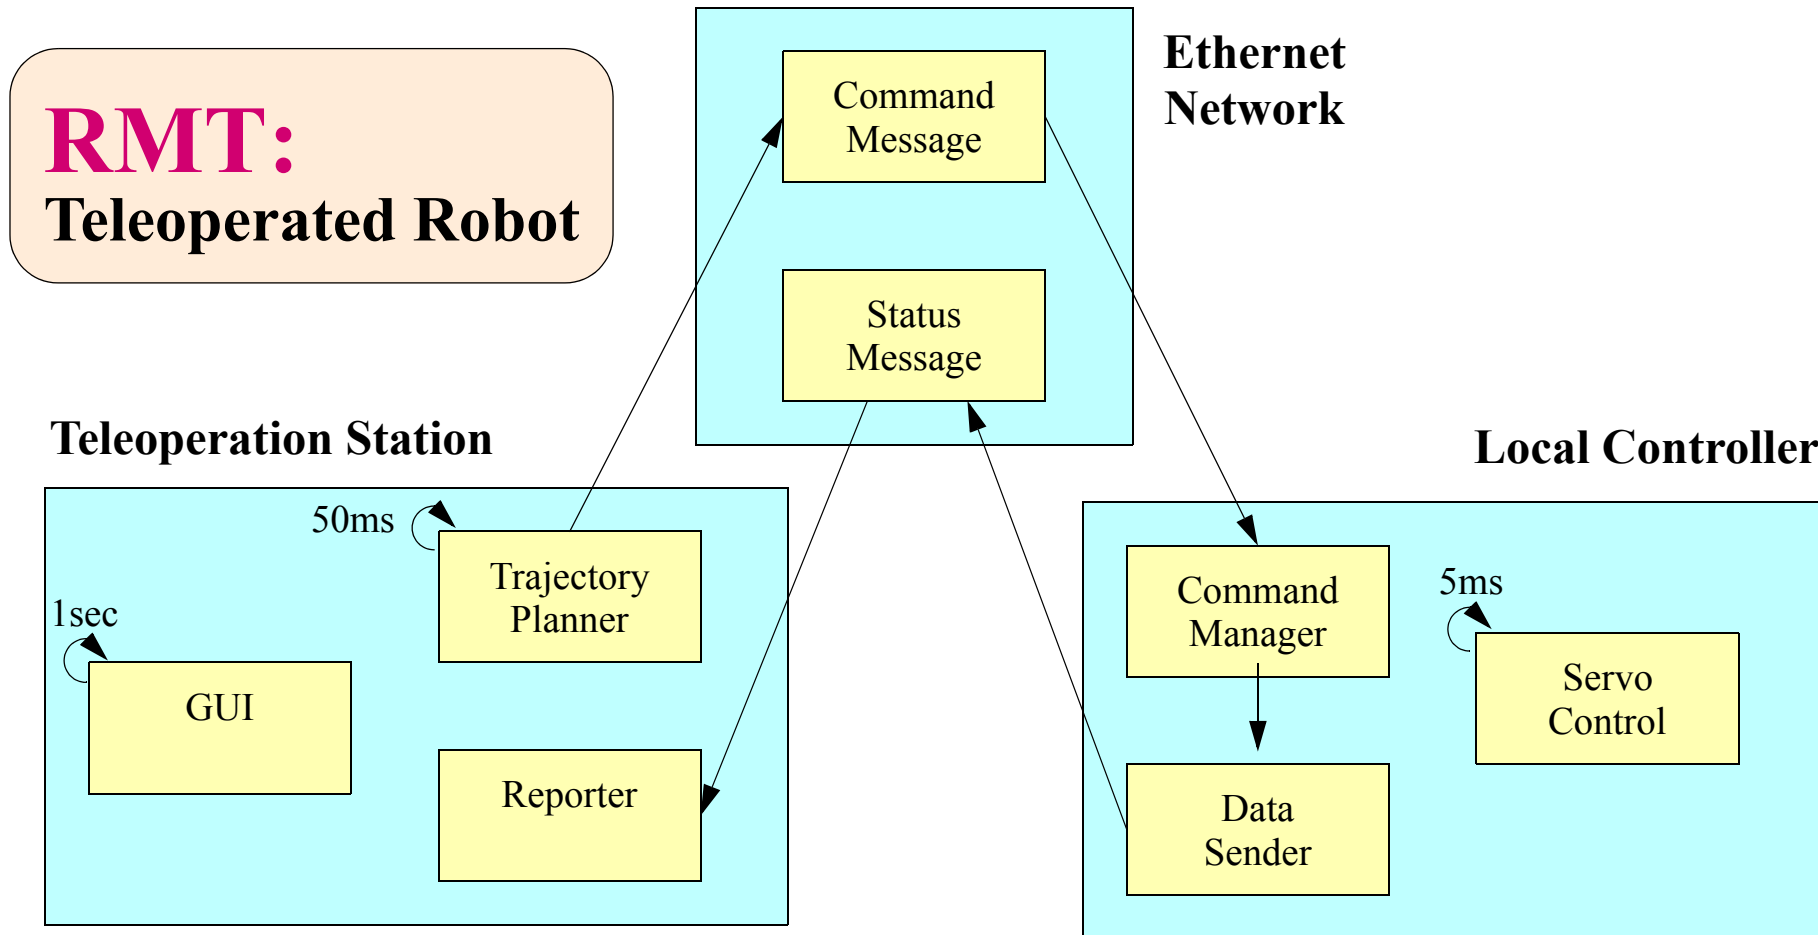 RMT:
Teleoperated Robot
Ethernet
Network
Command
Message
Status
Message
Teleoperation Station
50ms
Trajectory
Planner
1sec
GUI
Reporter
Local Controller
Command
Manager
5ms
Servo
Control
Data
Sender